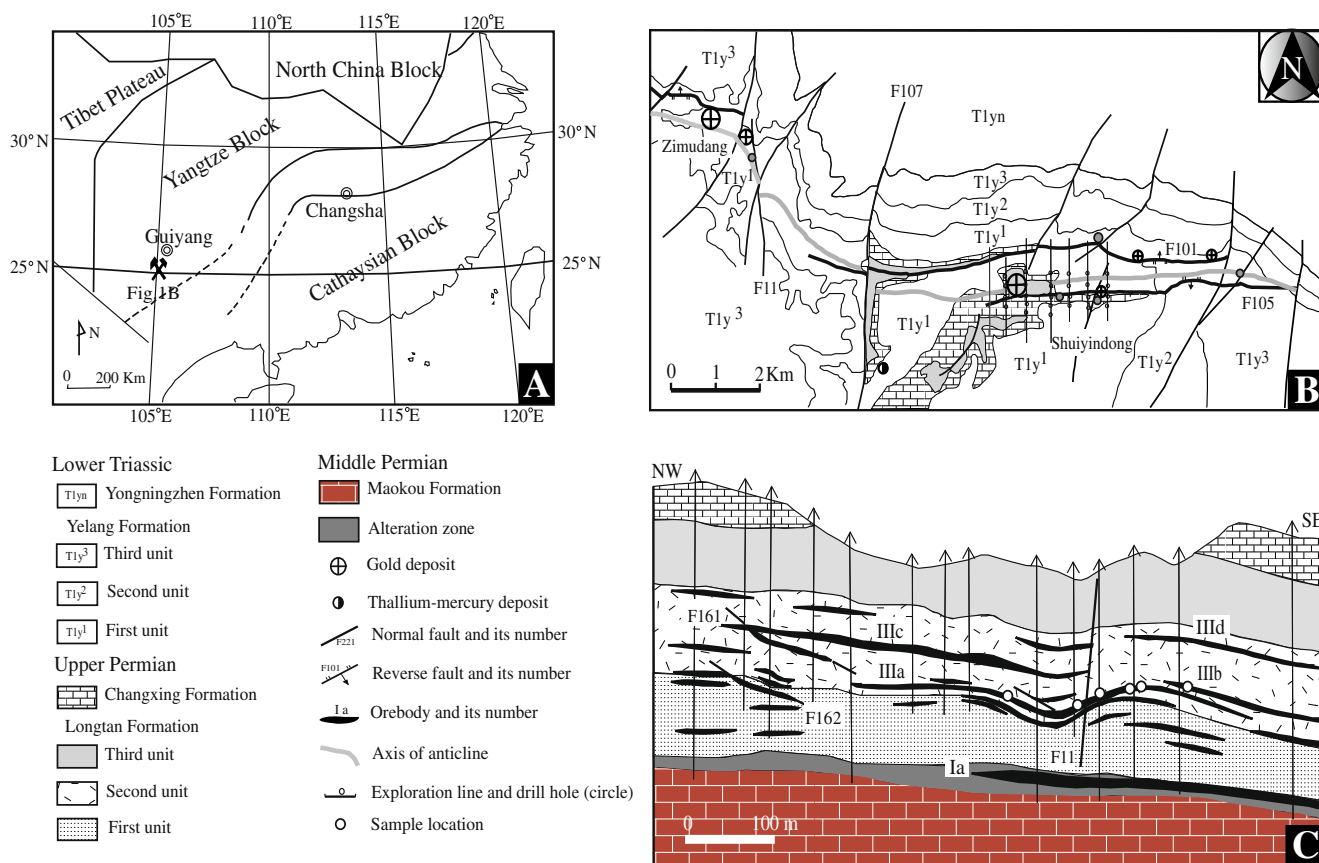 105°E
110°E
115°E
120°E
North China Block
Tibet Plateau
Yangtze Block
30°N
30°N
Changsha
Guiyang
Cathaysian Block
25°N
25°N
Fig. 1B
N
0 200 Km
A
105°E
110°E
115°E
120°E
T1y3
F107
T1yn
N
Zimudang
T1y1
T1y3
T1y2
T1y1
F101
F11
F105
T1y3
T1y1
Shuiyindong
T1y1
T1y2
T1y3
0 1 2 Km
B
Lower Triassic
T1yn Yongningzhen Formation
Yelang Formation
T1y3 Third unit
T1y2 Second unit
T1y1 First unit
Upper Permian
Changxing Formation
Longtan Formation
Third unit
Second unit
First unit
Middle Permian
Maokou Formation
Alteration zone
Gold deposit
Thallium-mercury deposit
F221 Normal fault and its number
F101 Reverse fault and its number
I a Orebody and its number
Axis of anticline
Exploration line and drill hole (circle)
Sample location
NW
SE
F161
IIIc
IIId
IIIa
IIIb
F162
F11
Ia
0 100 m
C